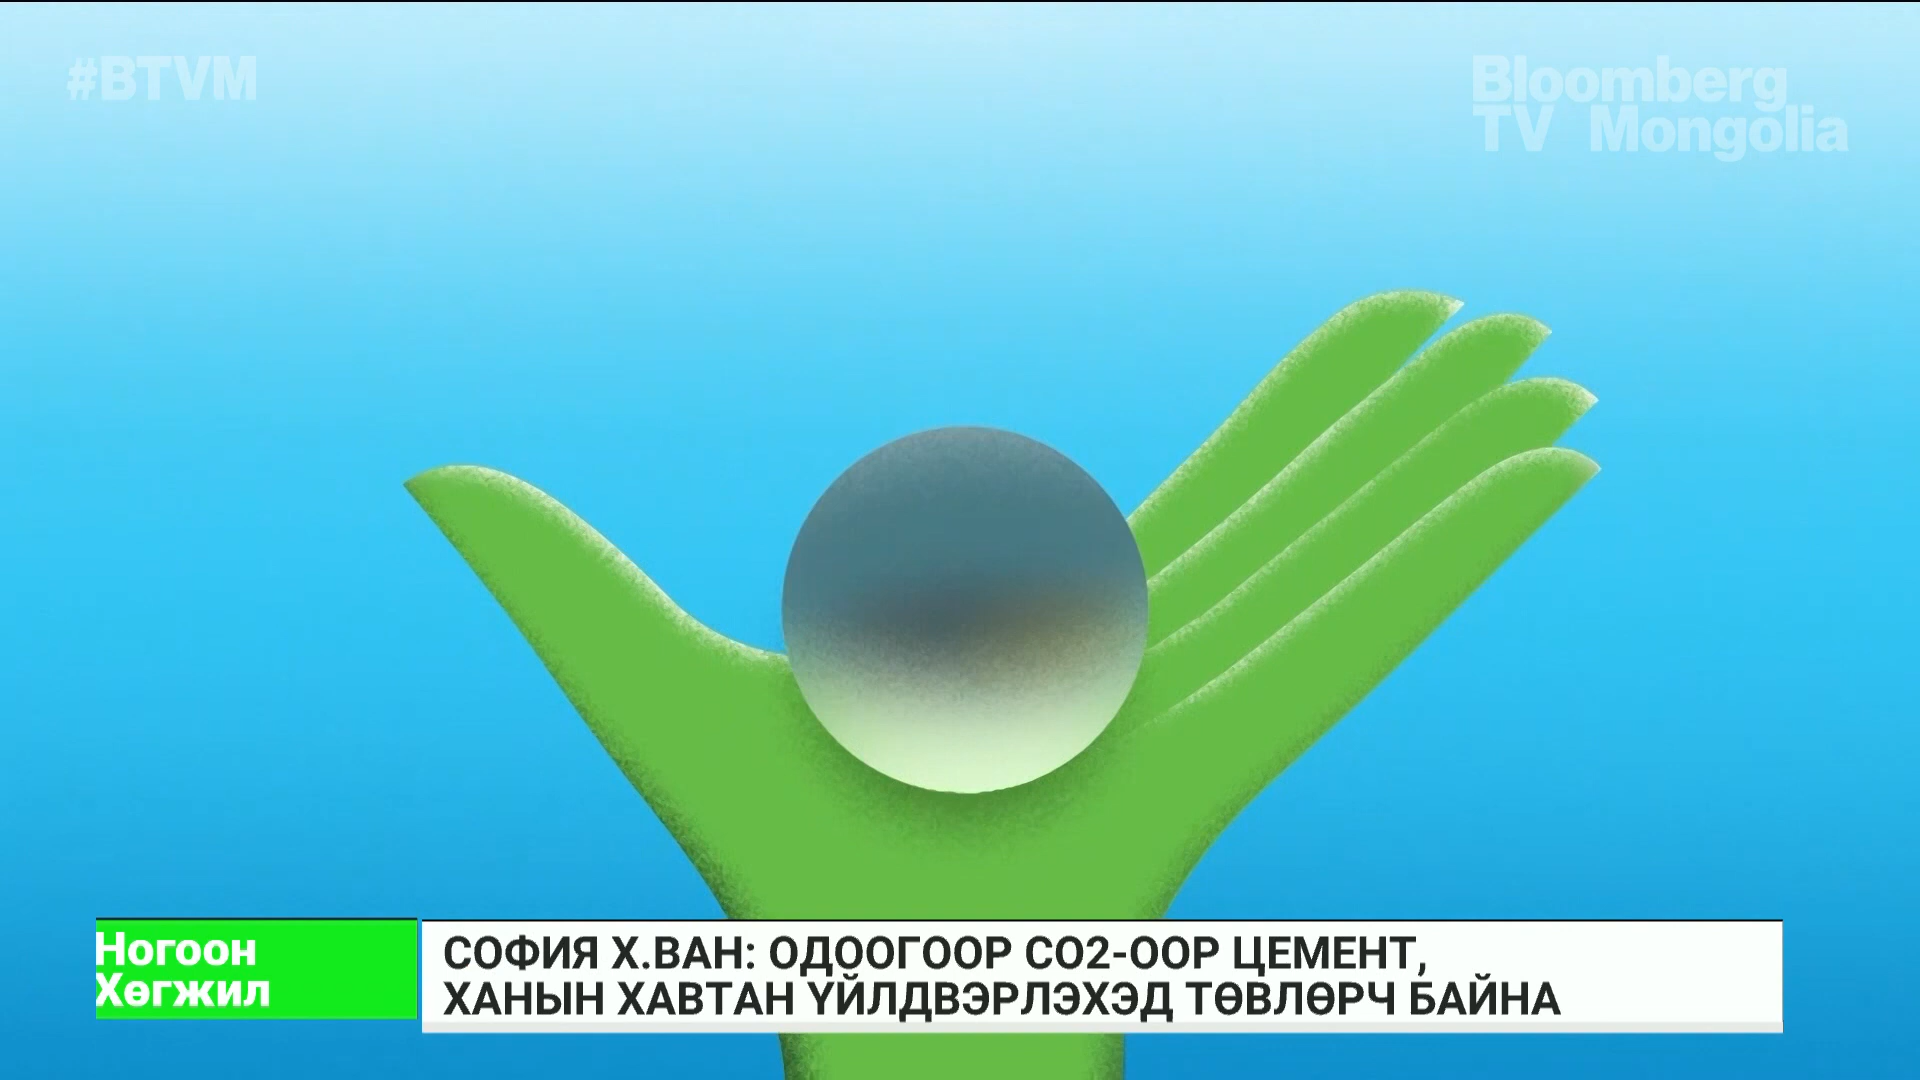 #BTVM
Bloomberg
TV Mongolia
Ногоон
Хөгжил
СОФИЯ Х.ВАН: ОДООГООР CO2-ООР ЦЕМЕНТ,
ХАНЫН ХАВТАН ҮЙЛДВЭРЛЭХЭД ТӨВЛӨРЧ БАЙНА